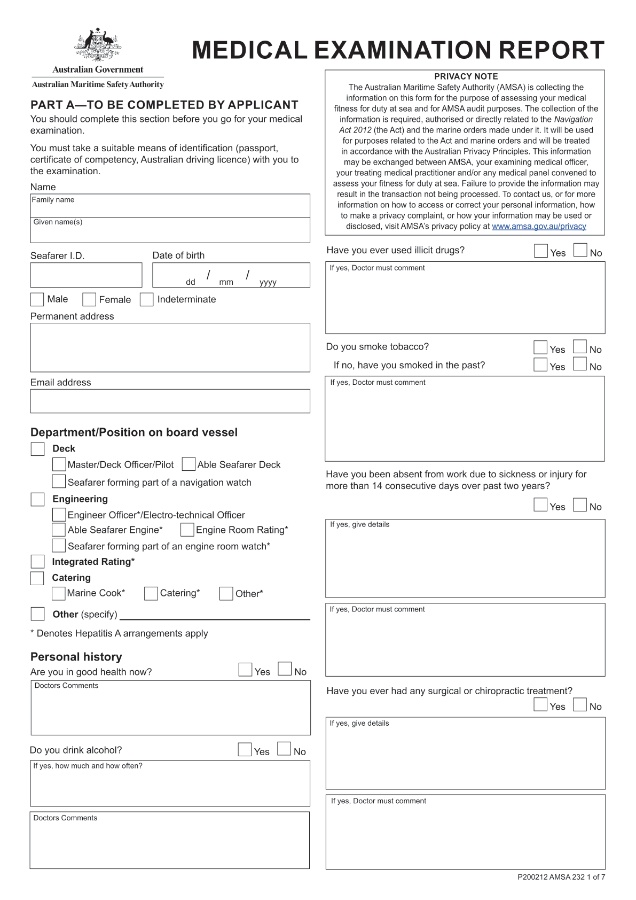 Australian Government
Australian Maritime Safety Authority
MEDICAL EXAMINATION REPORT
PART A—TO BE COMPLETED BY APPLICANT
You should complete this section before you go for your medical
examination.
You must take a suitable means of identification (passport,
certificate of competency, Australian driving licence) with you to
the examination.
Name
Family name
Given name(s)
Seafarer I.D.
Date of birth
dd / mm / yyyy
Male Female Indeterminate
Permanent address
Email address
Department/Position on board vessel
Deck
Master/Deck Officer/Pilot Able Seafarer Deck
Seafarer forming part of a navigation watch
Engineering
Engineer Officer*/Electro-technical Officer
Able Seafarer Engine* Engine Room Rating*
Seafarer forming part of an engine room watch*
Integrated Rating*
Catering
Marine Cook* Catering* Other*
Other (specify)
* Denotes Hepatitis A arrangements apply
Personal history
Are you in good health now? Yes No
Doctors Comments
Do you drink alcohol? Yes No
If yes, how much and how often?
Doctors Comments
PRIVACY NOTE
The Australian Maritime Safety Authority (AMSA) is collecting the
information on this form for the purpose of assessing your medical
fitness for duty at sea and for AMSA audit purposes. The collection of the
information is required, authorised or directly related to the Navigation
Act 2012 (the Act) and the marine orders made under it. It will be used
for purposes related to the Act and marine orders and will be treated
in accordance with the Australian Privacy Principles. This information
may be exchanged between AMSA, your examining medical officer,
your treating medical practitioner and/or any medical panel convened to
assess your fitness for duty at sea. Failure to provide the information may
result in the transaction not being processed. To contact us, or for more
information on how to access or correct your personal information, how
to make a privacy complaint, or how your information may be used or
disclosed, visit AMSA's privacy policy at www.amsa.gov.au/privacy
Have you ever used illicit drugs? Yes No
If yes, Doctor must comment
Do you smoke tobacco? Yes No
If no, have you smoked in the past? Yes No
If yes, Doctor must comment
Have you been absent from work due to sickness or injury for
more than 14 consecutive days over past two years?
Yes No
If yes, give details
If yes, Doctor must comment
Have you ever had any surgical or chiropractic treatment?
Yes No
If yes, give details
If yes, Doctor must comment
P200212 AMSA 232 1 of 7